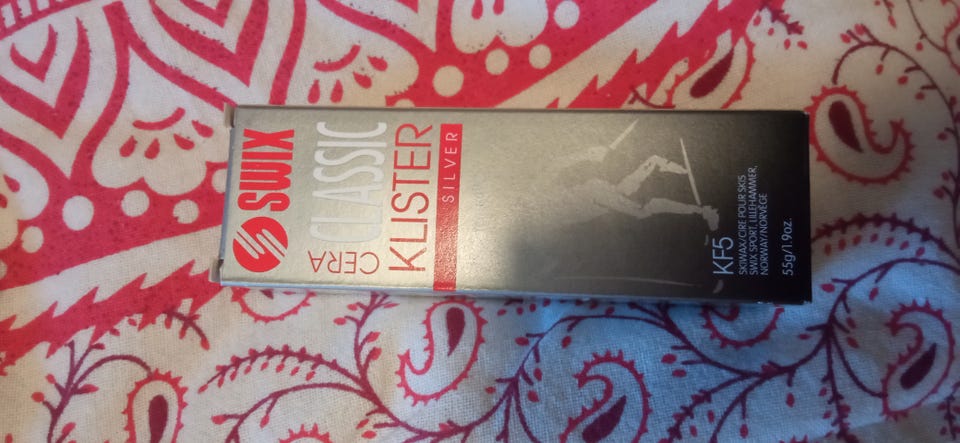 SWIX
CERA
CLASSIC
KLISTER
SILVER
KF5
SKIWAX/CIRE POUR SKIS
SWIX SPORT, LILLEHAMMER,
NORWAY/NORVÈGE
55g/1.9oz.